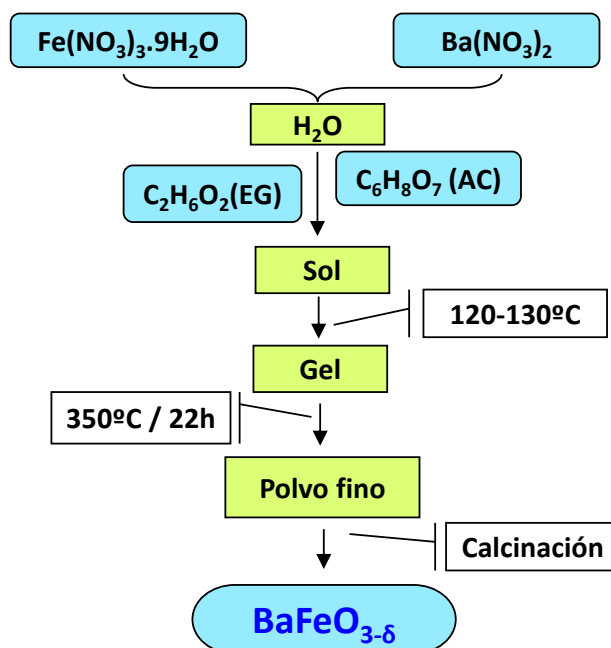 Fe(NO₃)₃.9H₂O
Ba(NO₃)₂
H₂O
C₂H₆O₂(EG)
C₆H₈O₇ (AC)
Sol
120-130ºC
Gel
350ºC / 22h
Polvo fino
Calcinación
BaFeO₃₋δ